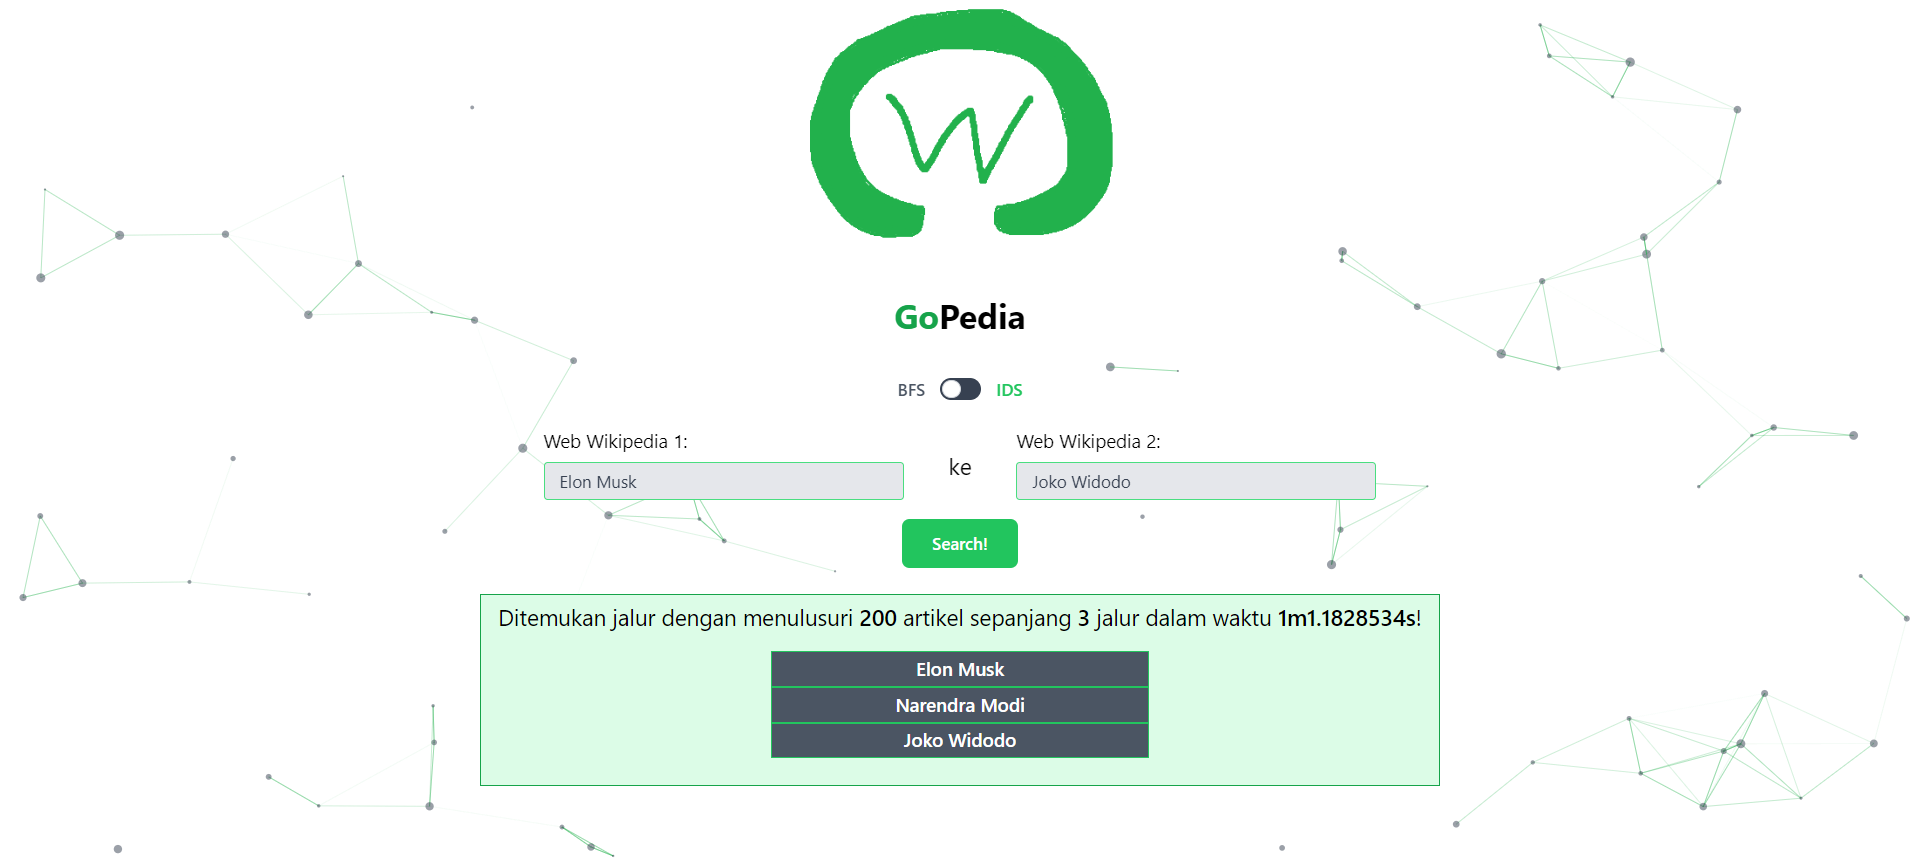 W
GoPedia
BFS IDS
Web Wikipedia 1:
Elon Musk
ke
Web Wikipedia 2:
Joko Widodo
Search!
Ditemukan jalur dengan menulusuri 200 artikel sepanjang 3 jalur dalam waktu 1m1.1828534s!
Elon Musk
Narendra Modi
Joko Widodo